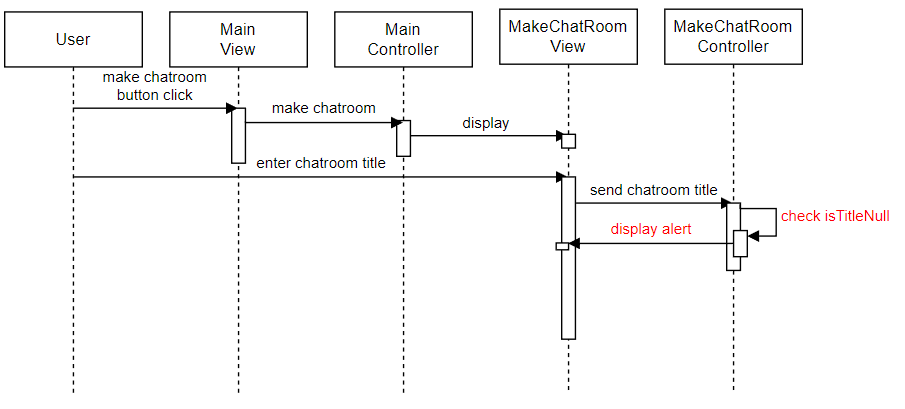 User
Main
View
Main
Controller
MakeChatRoom
View
MakeChatRoom
Controller
make chatroom
button click
make chatroom
display
enter chatroom title
send chatroom title
check isTitleNull
display alert